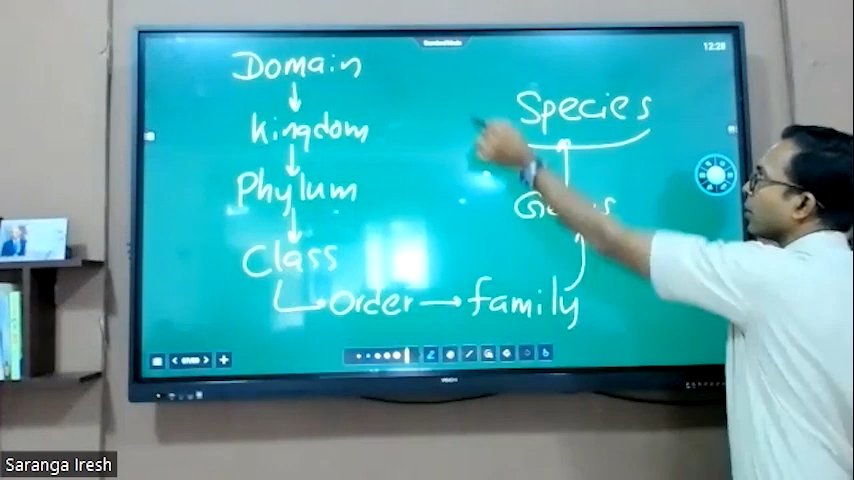 Domain
Kingdom
Phylum
Class
Order
family
Species
12:28
Saranga Iresh